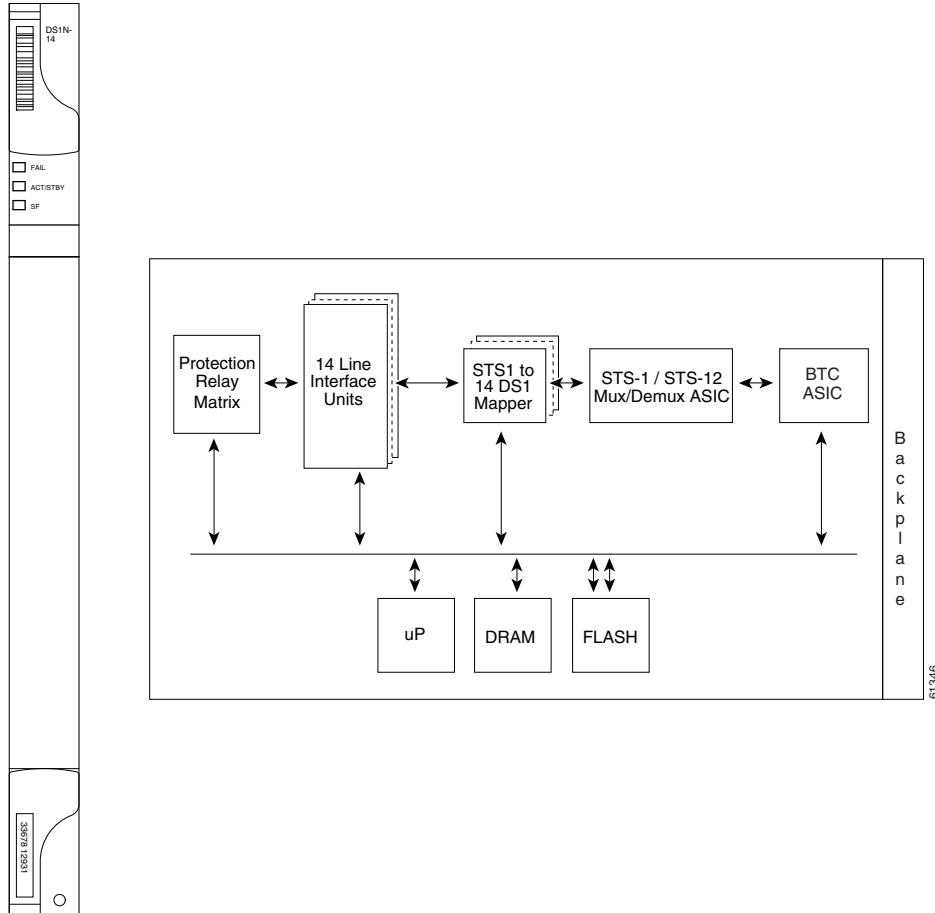 DS1N-
14
FAIL
ACT/STBY
SF
33678 12931
Protection
Relay
Matrix
14 Line
Interface
Units
STS1 to
14 DS1
Mapper
STS-1 / STS-12
Mux/Demux ASIC
BTC
ASIC
uP
DRAM
FLASH
Backplane
61346